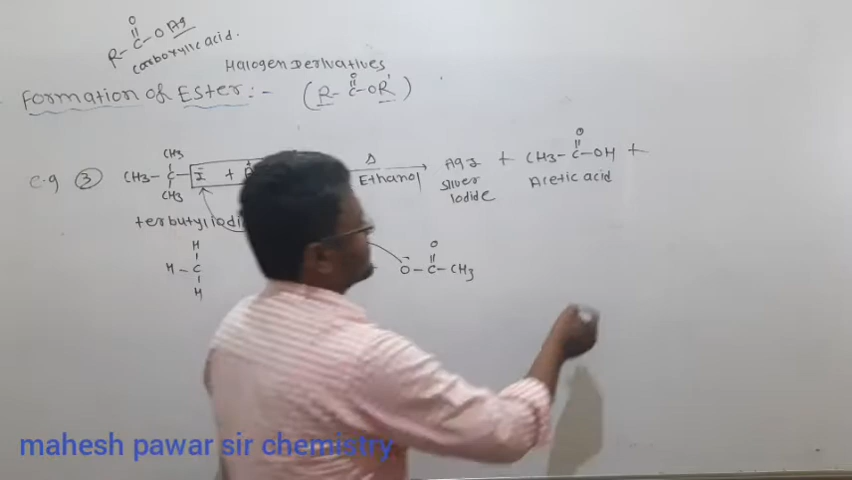 O
R-C-O Ag
carboxylic acid.
Halogen Derivatives
Formation of Ester:- (R-C-OR')
O
e.g ③ CH3-C-I + Δ Ethanol AgI + CH3-C-OH +
CH3
CH3
O
Silver Iodide
Acetic acid
terbutyl iodi
H
H-C
H
O
O-C-CH3
mahesh pawar sir chemistry